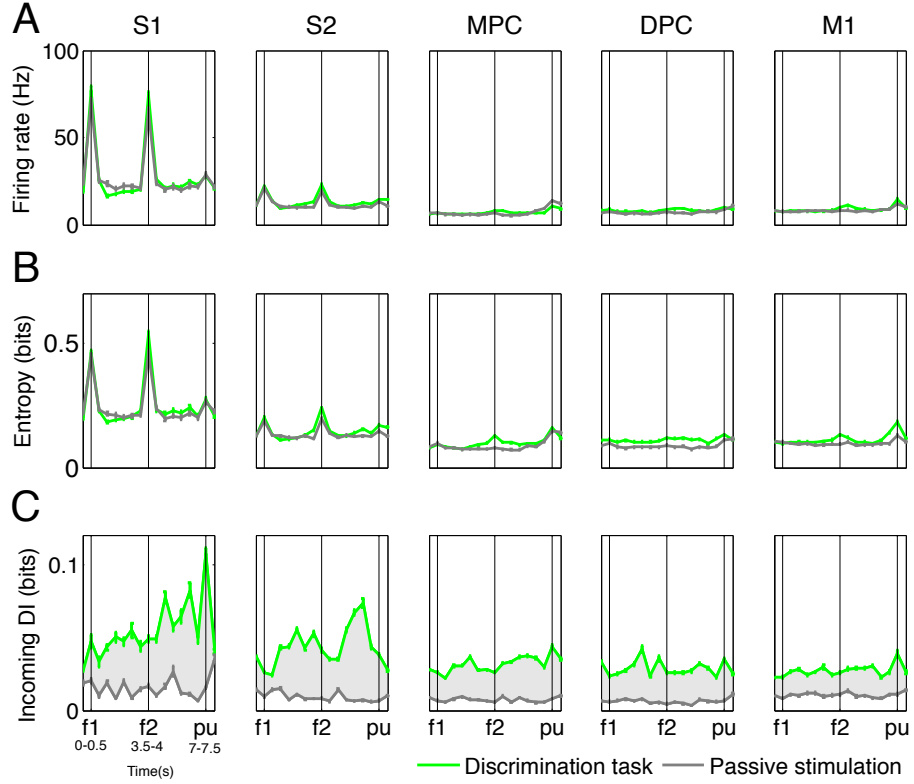 A
S1 S2 MPC DPC M1
Firing rate (Hz)
100
50
0
B
Entropy (bits)
0.5
0
C
Incoming DI (bits)
0.1
0
f1 f2 pu f1 f2 pu f1 f2 pu f1 f2 pu f1 f2 pu
0-0.5 3.5-4 7-7.5
Time(s)
Discrimination task Passive stimulation